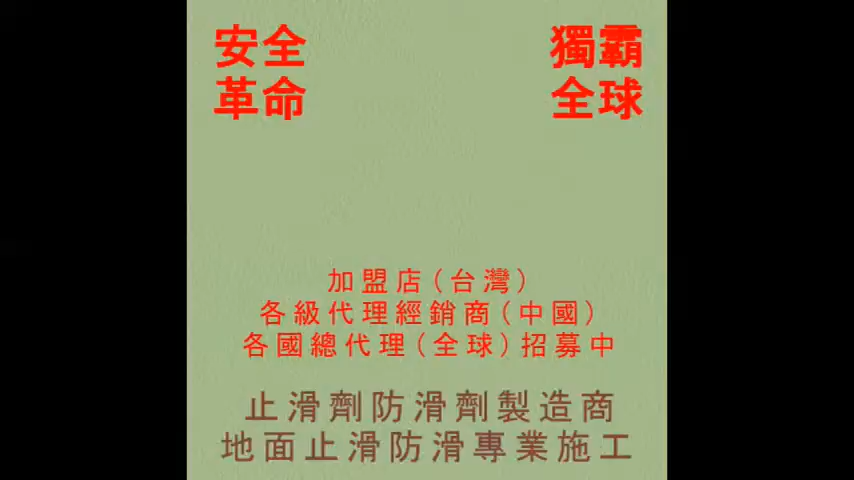 安全
革命
獨霸
全球
加盟店(台灣)
各級代理經銷商(中國)
各國總代理(全球)招募中
止滑劑防滑劑製造商
地面止滑防滑專業施工